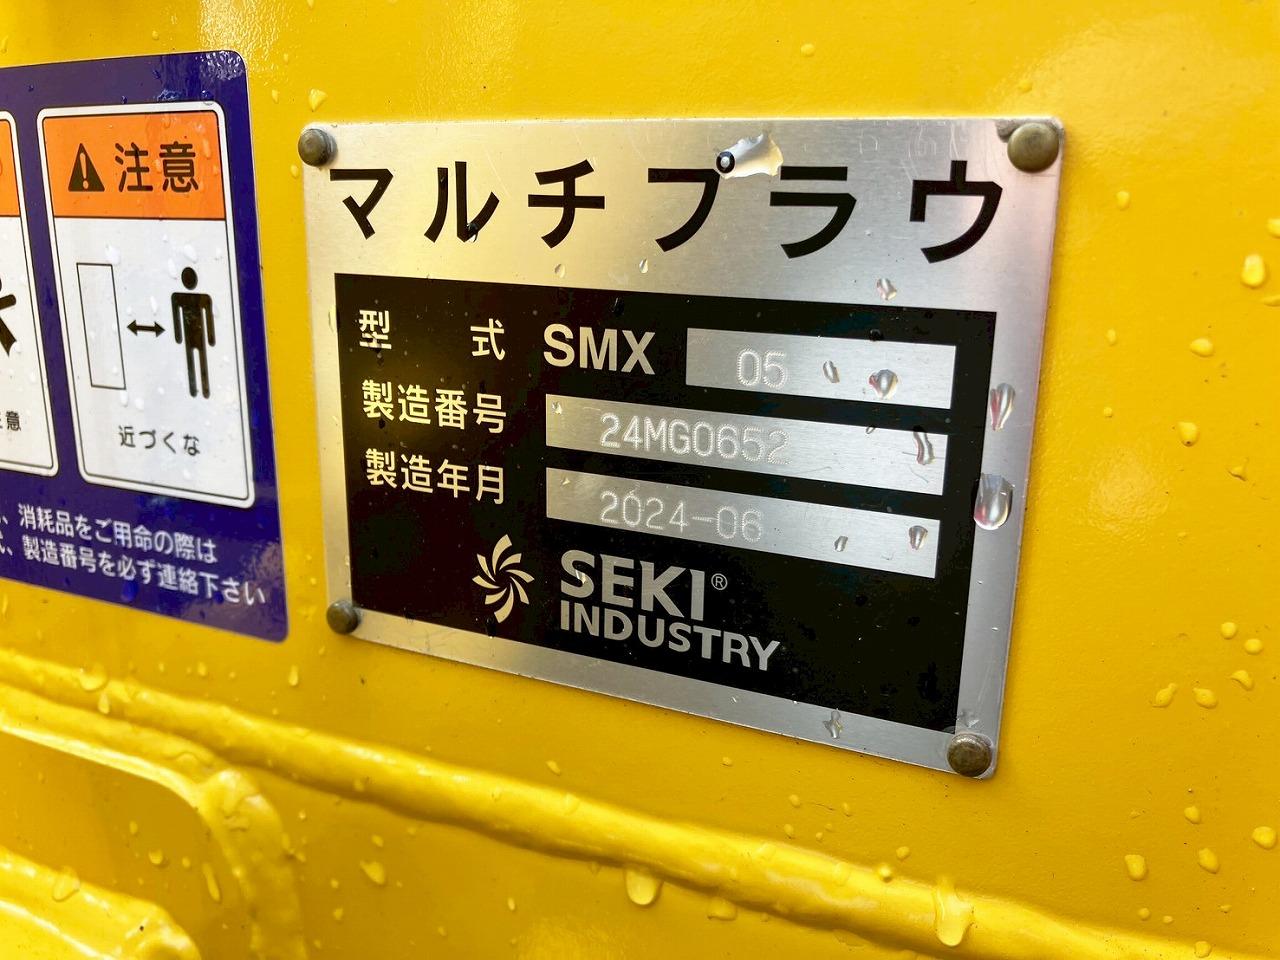 注意
近づくな
意
、消耗品をご用命の際は
、製造番号を必ず連絡下さい
マルチプラウ
型 式 SMX 05
製造番号 24MG0652
製造年月 2024-06
SEKI®
INDUSTRY